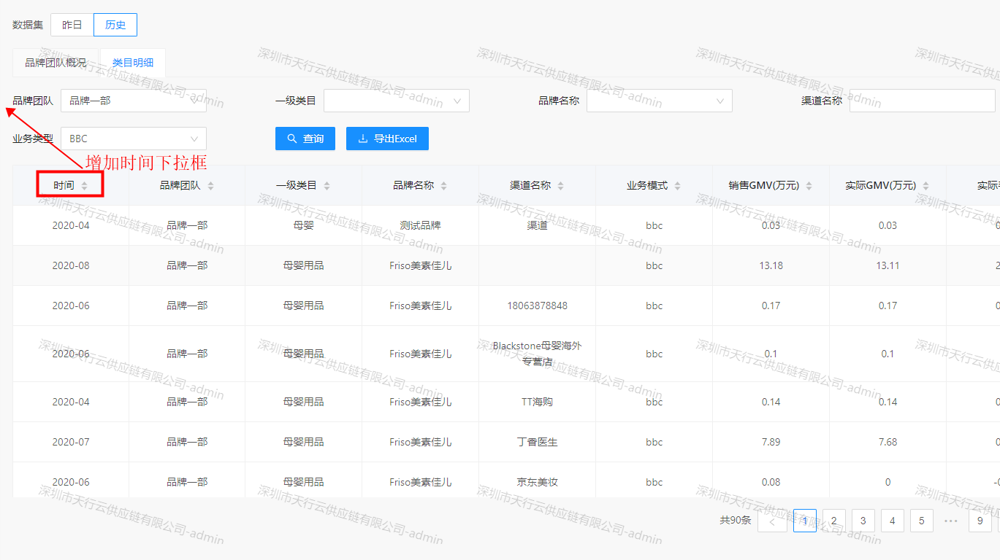 数据集 昨日 历史
品牌团队概况 类目明细
品牌团队 品牌一部 一级类目 品牌名称 渠道名称
业务类型 BBC 查询 导出Excel
增加时间下拉框
时间 品牌团队 一级类目 品牌名称 渠道名称 业务模式 销售GMV(万元) 实际GMV(万元) 实际
2020-04 品牌一部 母婴 测试品牌 渠道 bbc 0.03 0.03
2020-08 品牌一部 母婴用品 Friso美素佳儿 bbc 13.18 13.11 2
2020-06 品牌一部 母婴用品 Friso美素佳儿 18063878848 bbc 0.17 0.17
2020-06 品牌一部 母婴用品 Friso美素佳儿 Blackstone母婴海外 bbc 0.1 0.1
专营店
2020-04 品牌一部 母婴用品 Friso美素佳儿 TT海购 bbc 0.14 0.14
2020-07 品牌一部 母婴用品 Friso美素佳儿 丁香医生 bbc 7.89 7.68
2020-06 品牌一部 母婴用品 Friso美素佳儿 京东美妆 bbc 0.08 0
共90条 1 2 3 4 5 ••• 9
深圳市天行云供应链有限公司-admin